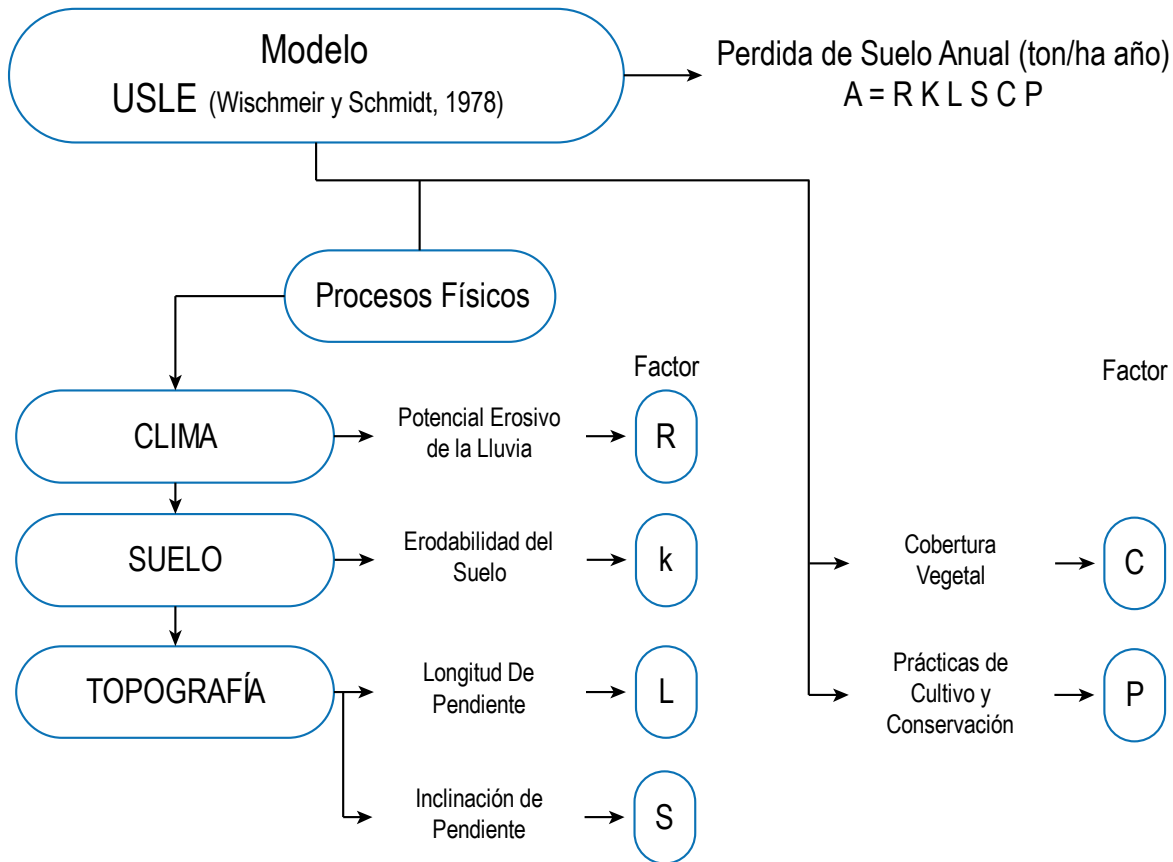 Modelo
USLE (Wischmeir y Schmidt, 1978)
Perdida de Suelo Anual (ton/ha año)
A = R K L S C P
Procesos Físicos
Factor
Factor
CLIMA
Potencial Erosivo
de la Lluvia
R
SUELO
Erodabilidad del
Suelo
k
Cobertura
Vegetal
C
TOPOGRAFÍA
Longitud De
Pendiente
L
Prácticas de
Cultivo y
Conservación
P
Inclinación de
Pendiente
S